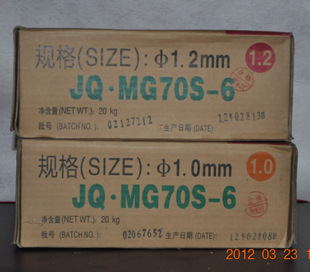 规格(SIZE): Φ1.2mm 1.2
JQ·MG70S-6
净含量(NET WT.) 20 kg
批号 (BATCH NO.) 02127212 生产日期 (DATE):
规格(SIZE): Φ1.0mm 1.0
JQ·MG70S-6
净含量(NET WT.) 20 kg
批号 (BATCH NO.) 02067652 生产日期 (DATE):
2012 03 23